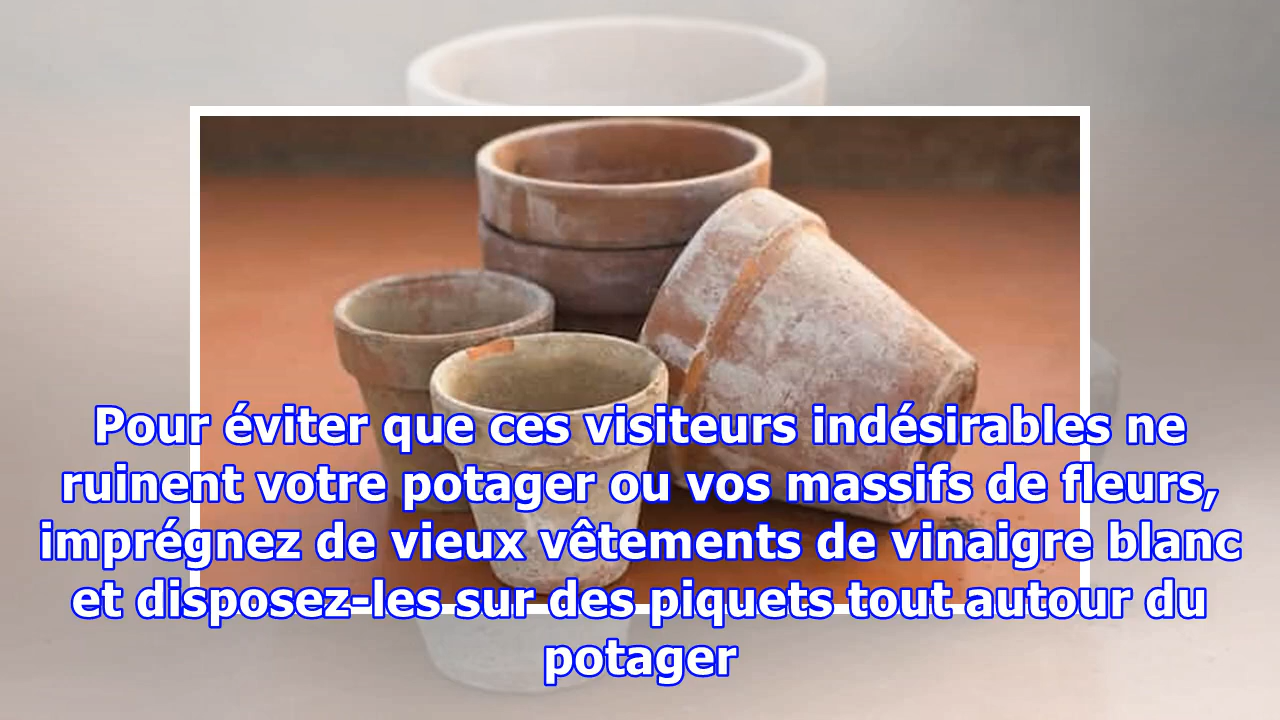 Pour éviter que ces visiteurs indésirables ne
ruinent votre potager ou vos massifs de fleurs,
imprégnez de vieux vêtements de vinaigre blanc
et disposez-les sur des piquets tout autour du
potager